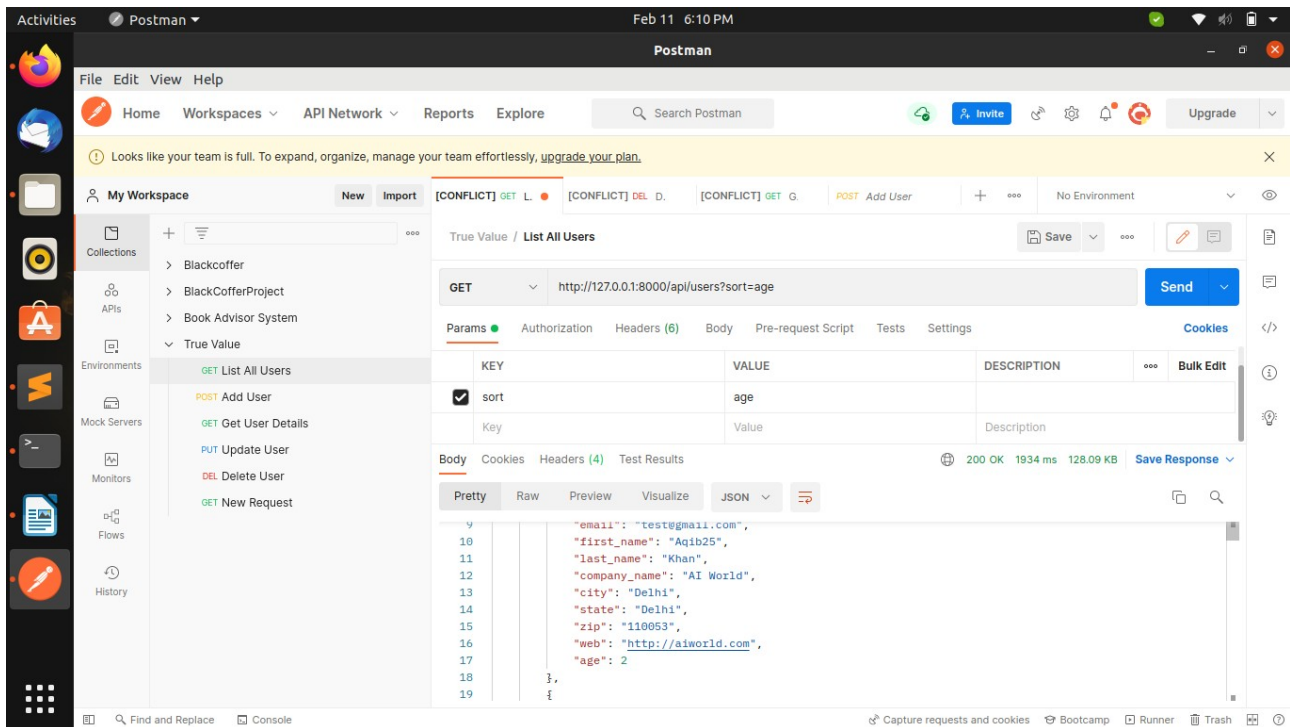 Activities Postman Feb 11 6:10 PM
Postman
File Edit View Help
Home Workspaces API Network Reports Explore Search Postman Invite Upgrade
Looks like your team is full. To expand, organize, manage your team effortlessly, upgrade your plan.
My Workspace New Import [CONFLICT] GET L. [CONFLICT] DEL D. [CONFLICT] GET G. POST Add User No Environment
Collections
APIs
Environments
Mock Servers
Monitors
Flows
History
Blackcoffer
BlackCofferProject
Book Advisor System
True Value
GET List All Users
POST Add User
GET Get User Details
PUT Update User
DEL Delete User
GET New Request
True Value / List All Users Save
GET http://127.0.0.1:8000/api/users?sort=age Send
Params Authorization Headers (6) Body Pre-request Script Tests Settings Cookies
KEY VALUE DESCRIPTION Bulk Edit
sort age
Key Value Description
Body Cookies Headers (4) Test Results 200 OK 1934 ms 128.09 KB Save Response
Pretty Raw Preview Visualize JSON
9 "email": "test@gmail.com",
10 "first_name": "Aqib25",
11 "last_name": "Khan",
12 "company_name": "AI World",
13 "city": "Delhi",
14 "state": "Delhi",
15 "zip": "110053",
16 "web": "http://aiworld.com",
17 "age": 2
18 },
19 {
Find and Replace Console Capture requests and cookies Bootcamp Runner Trash